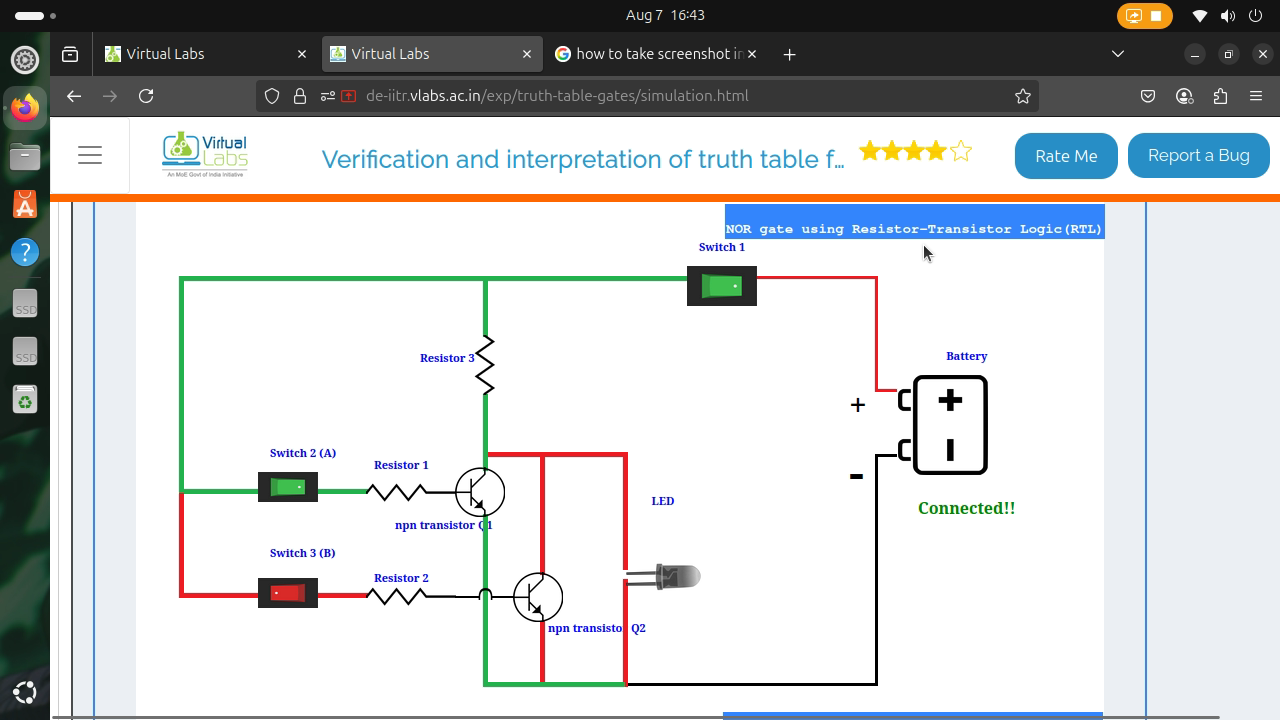 Aug 7 16:43
Virtual Labs
Virtual Labs
how to take screenshot in
de-iitr.vlabs.ac.in/exp/truth-table-gates/simulation.html
Virtual
Labs
An MoE Govt of India Initiative
Verification and interpretation of truth table f...
Rate Me
Report a Bug
NOR gate using Resistor-Transistor Logic(RTL)
Switch 1
Resistor 3
Battery
+
+
-
Switch 2 (A)
Resistor 1
LED
Connected!!
npn transistor Q1
Switch 3 (B)
Resistor 2
npn transistor Q2
SSD
SSD